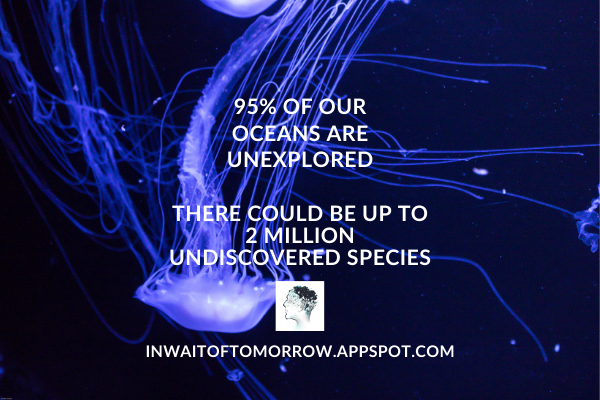 95% OF OUR
OCEANS ARE
UNEXPLORED
THERE COULD BE UP TO
2 MILLION
UNDISCOVERED SPECIES
INWAITOFTOMORROW.APPSPOT.COM